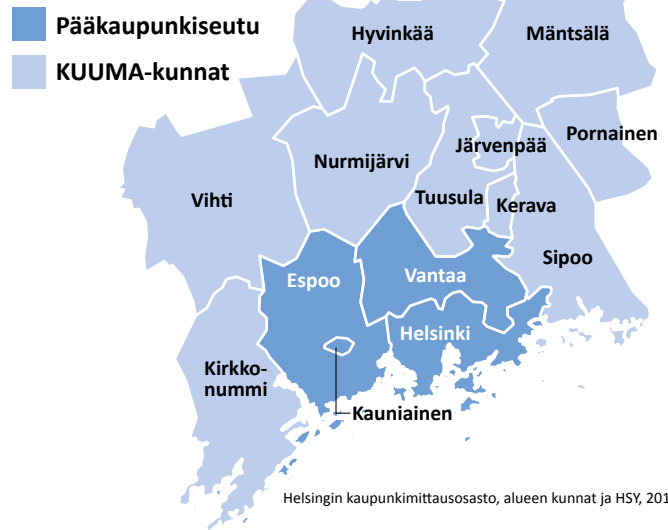 Pääkaupunkiseutu
KUUMA-kunnat
Hyvinkää
Mäntsälä
Pornainen
Järvenpää
Nurmijärvi
Vihti
Tuusula
Kerava
Sipoo
Espoo
Vantaa
Helsinki
Kirkko-
nummi
Kauniainen
Helsingin kaupunkimittausosasto, alueen kunnat ja HSY, 201